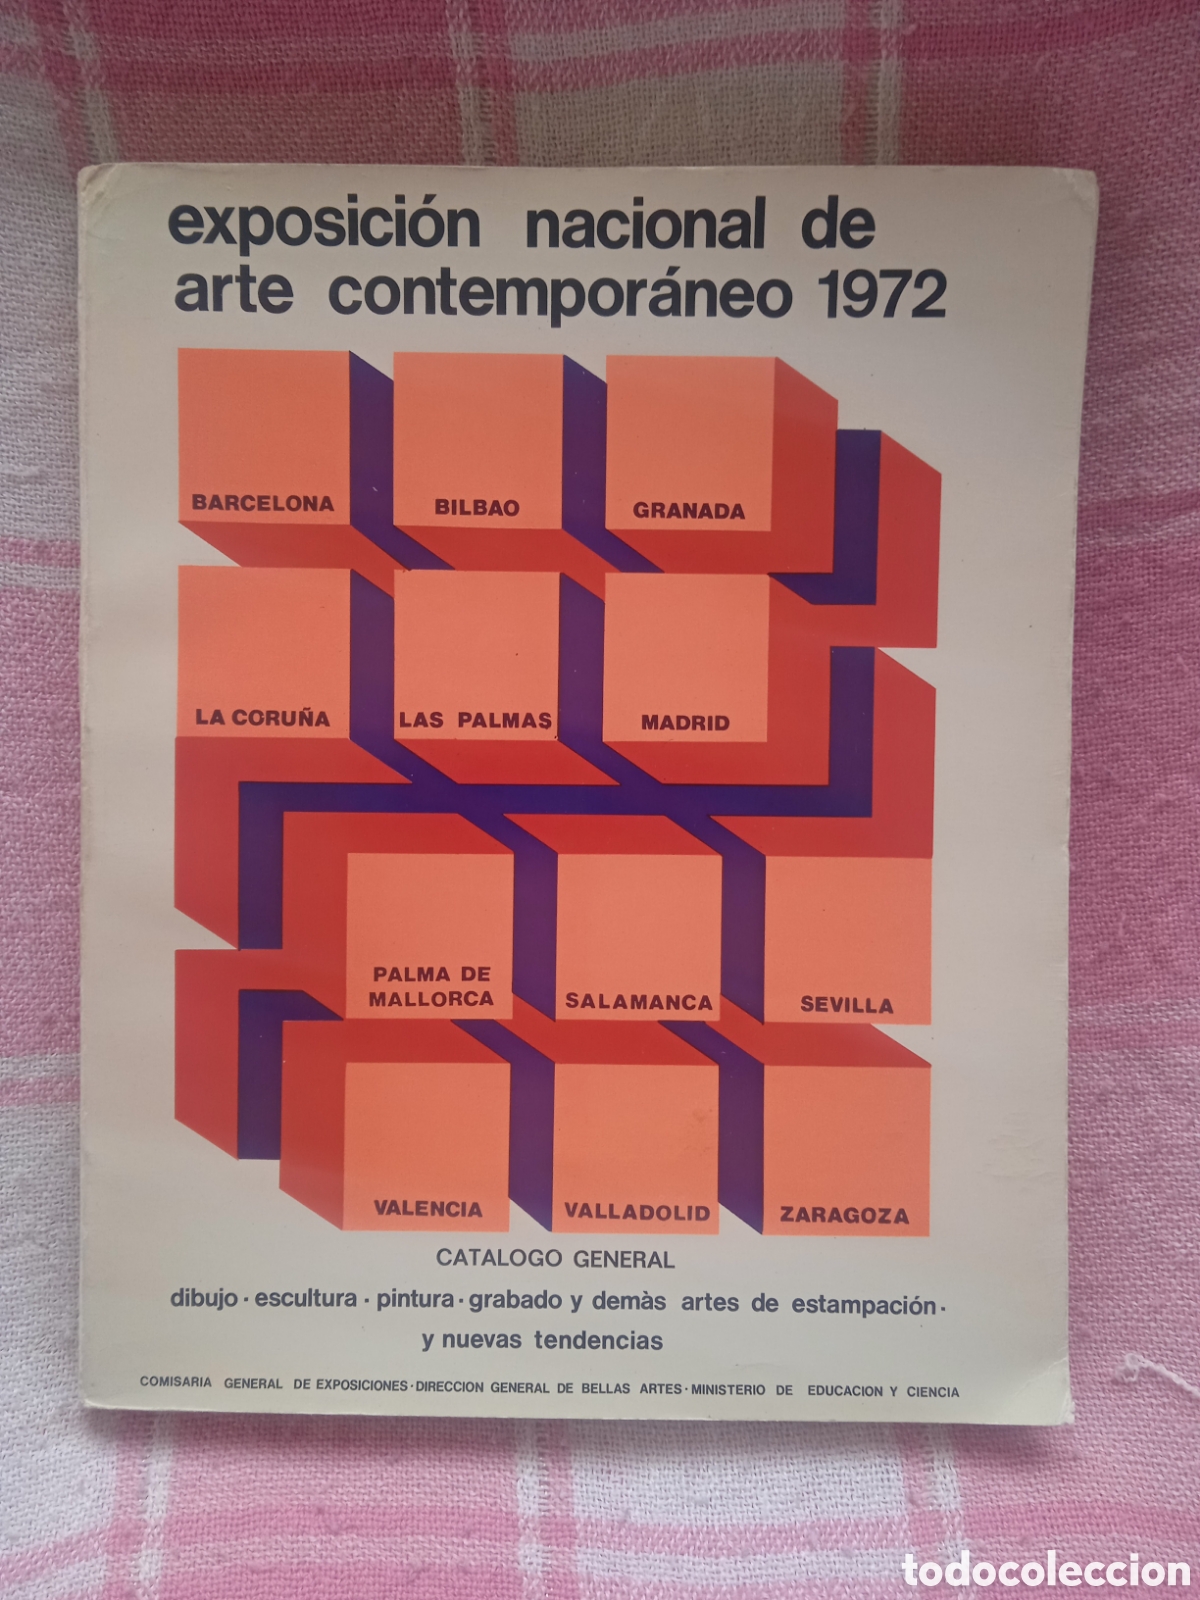 exposición nacional de
arte contemporáneo 1972
BARCELONA
BILBAO
GRANADA
LA CORUÑA
LAS PALMAS
MADRID
PALMA DE
MALLORCA
SALAMANCA
SEVILLA
VALENCIA
VALLADOLID
ZARAGOZA
CATALOGO GENERAL
dibujo · escultura · pintura · grabado y demàs artes de estampación ·
y nuevas tendencias
COMISARIA GENERAL DE EXPOSICIONES · DIRECCION GENERAL DE BELLAS ARTES · MINISTERIO DE EDUCACION Y CIENCIA
todocoleccion